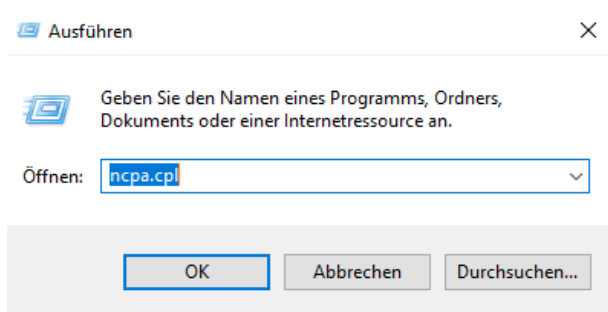 Ausführen
Geben Sie den Namen eines Programms, Ordners,
Dokuments oder einer Internetressource an.
Öffnen: ncpa.cpl
OK Abbrechen Durchsuchen...